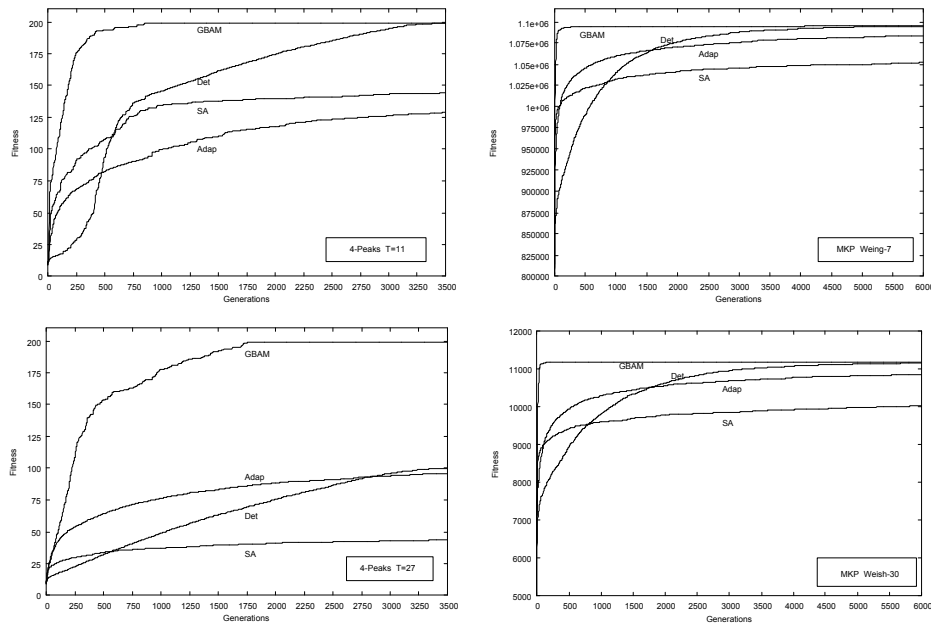 200
175
150
125
100
75
50
25
0
Fitness
GBAM
Det
SA
Adap
4-Peaks T=11
0 250 500 750 1000 1250 1500 1750 2000 2250 2500 2750 3000 3250 3500
Generations
1.1e+06
1.075e+06
1.05e+06
1.025e+06
1e+06
975000
950000
925000
900000
875000
850000
825000
800000
Fitness
GBAM
Det
Adap
SA
MKP Weing-7
0 500 1000 1500 2000 2500 3000 3500 4000 4500 5000 5500 6000
Generations
200
175
150
125
100
75
50
25
0
Fitness
GBAM
Adap
Det
SA
4-Peaks T=27
0 250 500 750 1000 1250 1500 1750 2000 2250 2500 2750 3000 3250 3500
Generations
12000
11000
10000
9000
8000
7000
6000
5000
Fitness
GBAM
Det
Adap
SA
MKP Weish-30
0 500 1000 1500 2000 2500 3000 3500 4000 4500 5000 5500 6000
Generations